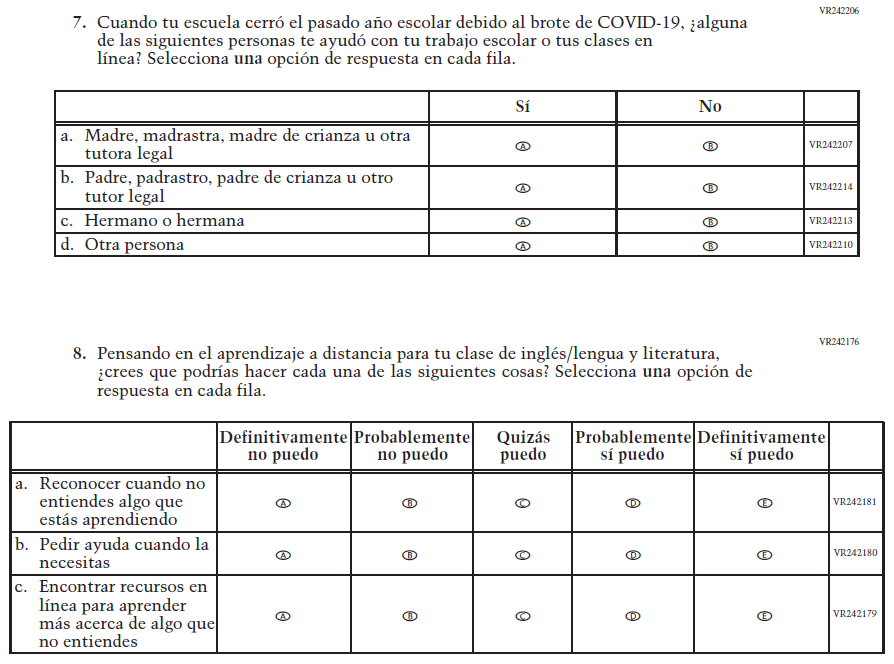 VR242206
7. Cuando tu escuela cerró el pasado año escolar debido al brote de COVID-19, ¿alguna
de las siguientes personas te ayudó con tu trabajo escolar o tus clases en
línea? Selecciona una opción de respuesta en cada fila.
Sí No
a. Madre, madrastra, madre de crianza u otra
tutora legal
A B VR242207
b. Padre, padrastro, padre de crianza u otro
tutor legal
A B VR242214
c. Hermano o hermana A B VR242213
d. Otra persona A B VR242210
VR242176
8. Pensando en el aprendizaje a distancia para tu clase de inglés/lengua y literatura,
¿crees que podrías hacer cada una de las siguientes cosas? Selecciona una opción de
respuesta en cada fila.
Definitivamente Probablemente Quizás Probablemente Definitivamente
no puedo no puedo puedo sí puedo sí puedo
a. Reconocer cuando no
entiendes algo que
estás aprendiendo
A B C D E VR242181
b. Pedir ayuda cuando la
necesitas
A B C D E VR242180
c. Encontrar recursos en
línea para aprender
más acerca de algo que
no entiendes
A B C D E VR242179